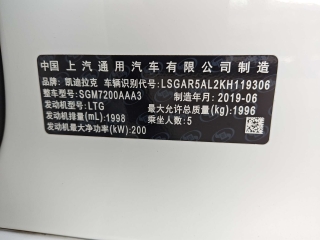 中国上汽通用汽车有限公司制造
品牌:凯迪拉克 车辆识别代号:LSGAR5AL2KH119306
整车型号:SGM7200AAA3 制造年月:2019-06
发动机型号:LTG 最大允许总质量(kg):1996
发动机排量(mL):1998 乘坐人数:5
发动机最大净功率(kW):200